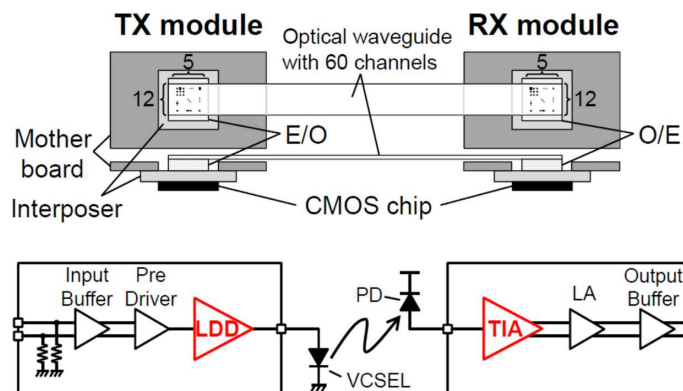 TX module
RX module
Optical waveguide
with 60 channels
5
5
12
12
E/O
O/E
Mother
board
Interposer
CMOS chip
Input
Buffer
Pre
Driver
LDD
PD
VCSEL
TIA
LA
Output
Buffer